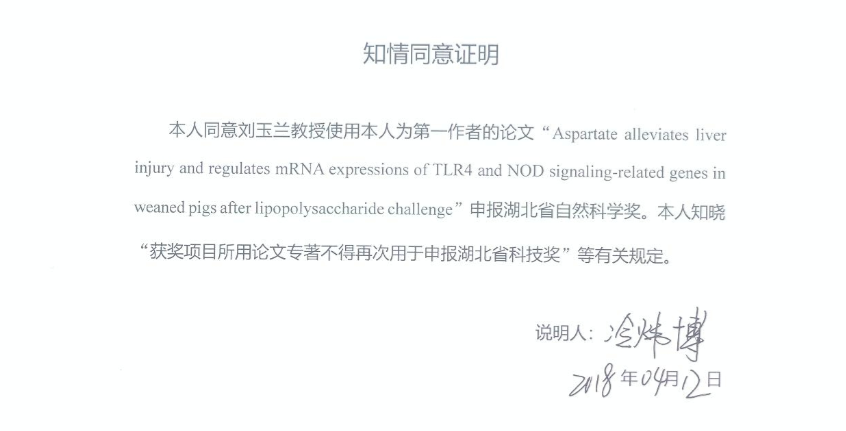 知情同意证明
本人同意刘玉兰教授使用本人为第一作者的论文“Aspartate alleviates liver
injury and regulates mRNA expressions of TLR4 and NOD signaling-related genes in
weaned pigs after lipopolysaccharide challenge”申报湖北省自然科学奖。本人知晓
“获奖项目所用论文专著不得再次用于申报湖北省科技奖”等有关规定。
说明人：冷炜博
2018年04月12日